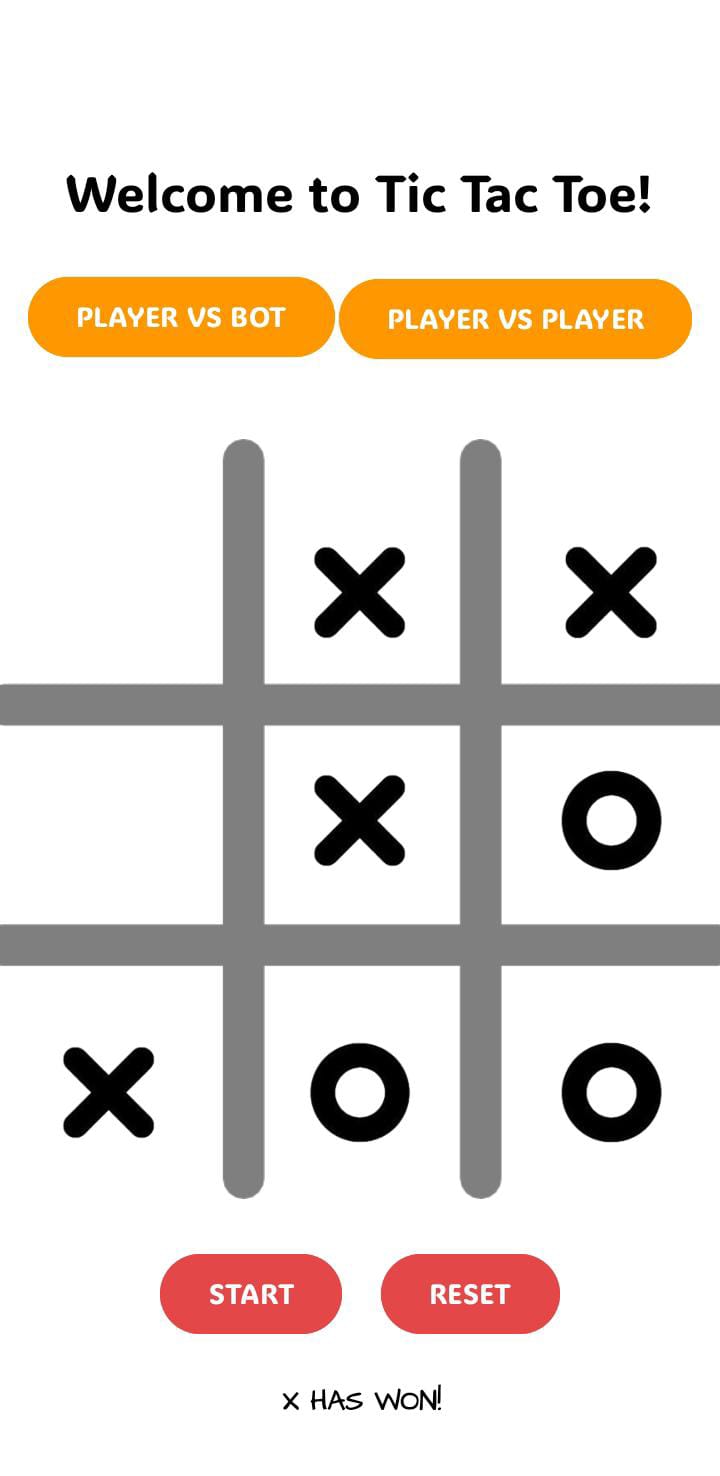 Welcome to Tic Tac Toe!
PLAYER VS BOT
PLAYER VS PLAYER
X X
X O
X O O
START
RESET
X HAS WON!